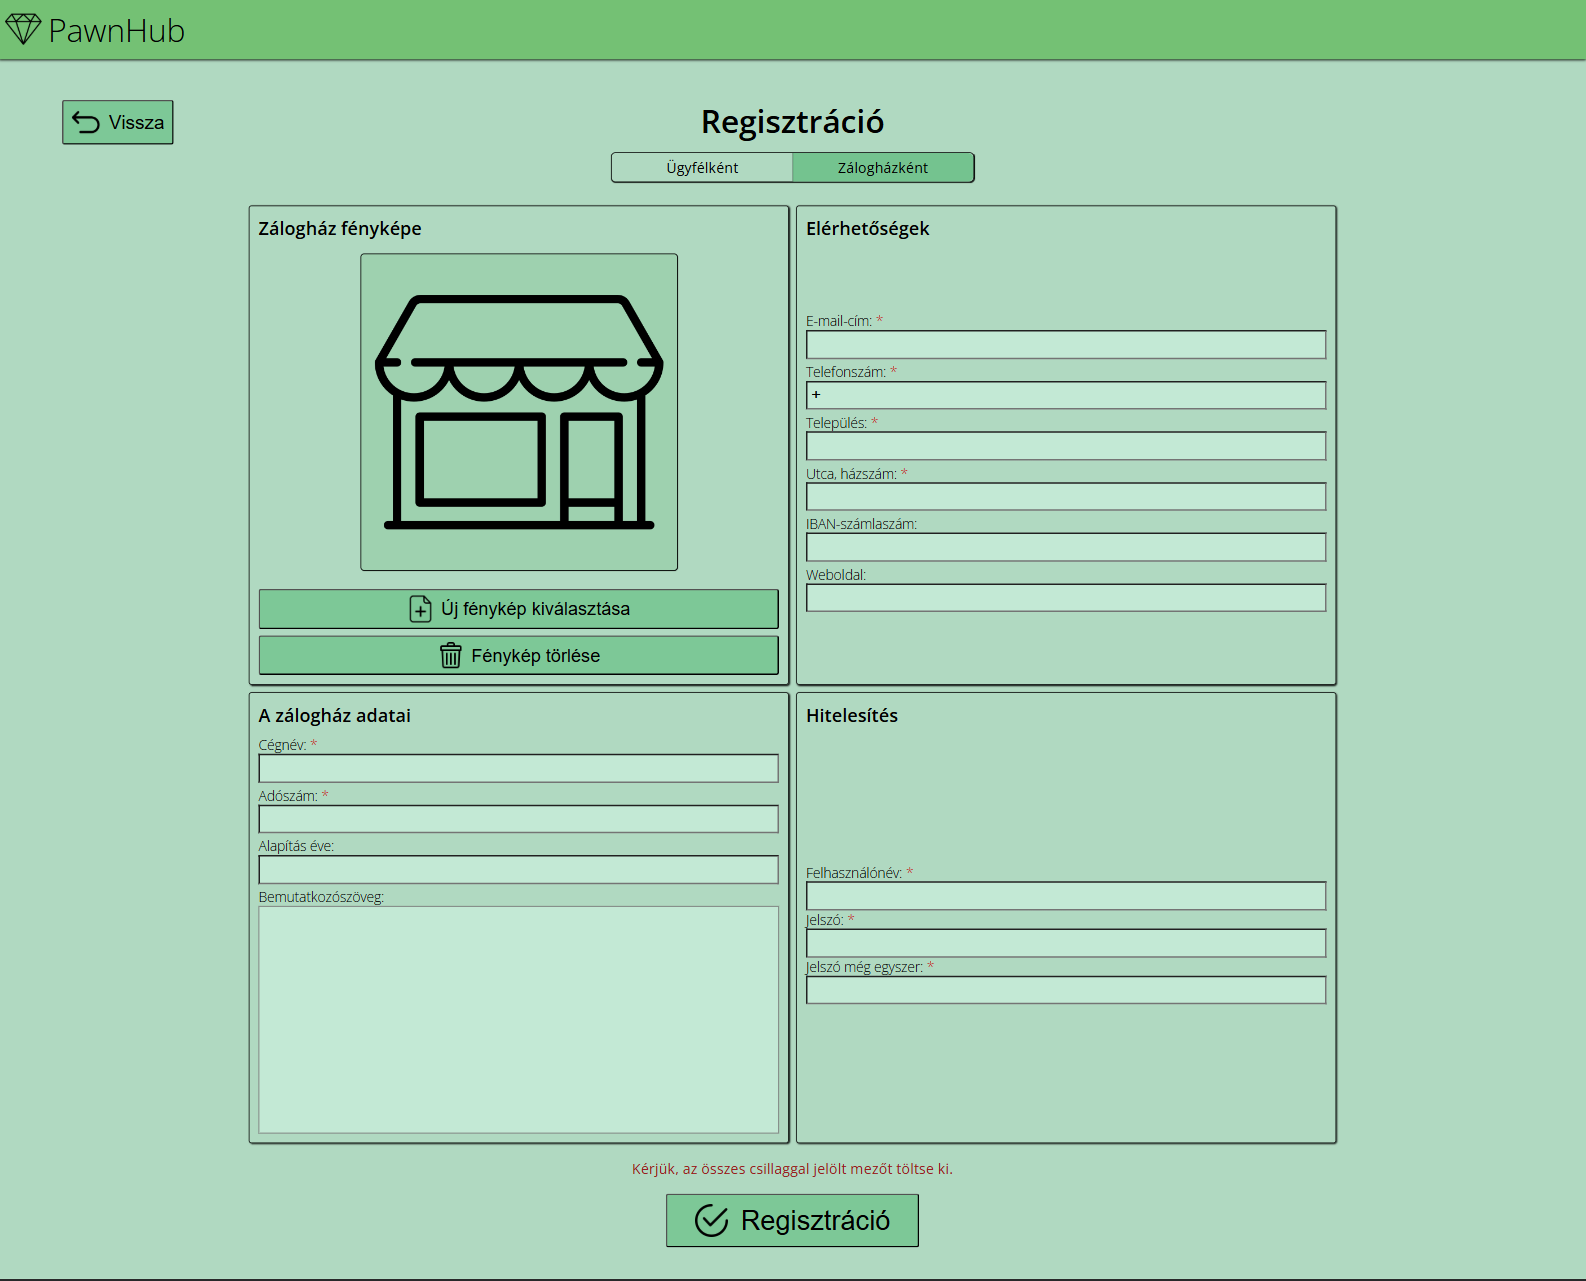 PawnHub
Vissza
Regisztráció
Ügyfélként
Zálogházként
Zálogház fényképe
Új fénykép kiválasztása
Fénykép törlése
Elérhetőségek
E-mail-cím: *
Telefonszám: *
+
Település: *
Utca, házszám: *
IBAN-számlaszám:
Weboldal:
A zálogház adatai
Cégnév: *
Adószám: *
Alapítás éve:
Bemutatkozószöveg:
Hitelesítés
Felhasználónév: *
Jelszó: *
Jelszó még egyszer: *
Kérjük, az összes csillaggal jelölt mezőt töltse ki.
Regisztráció